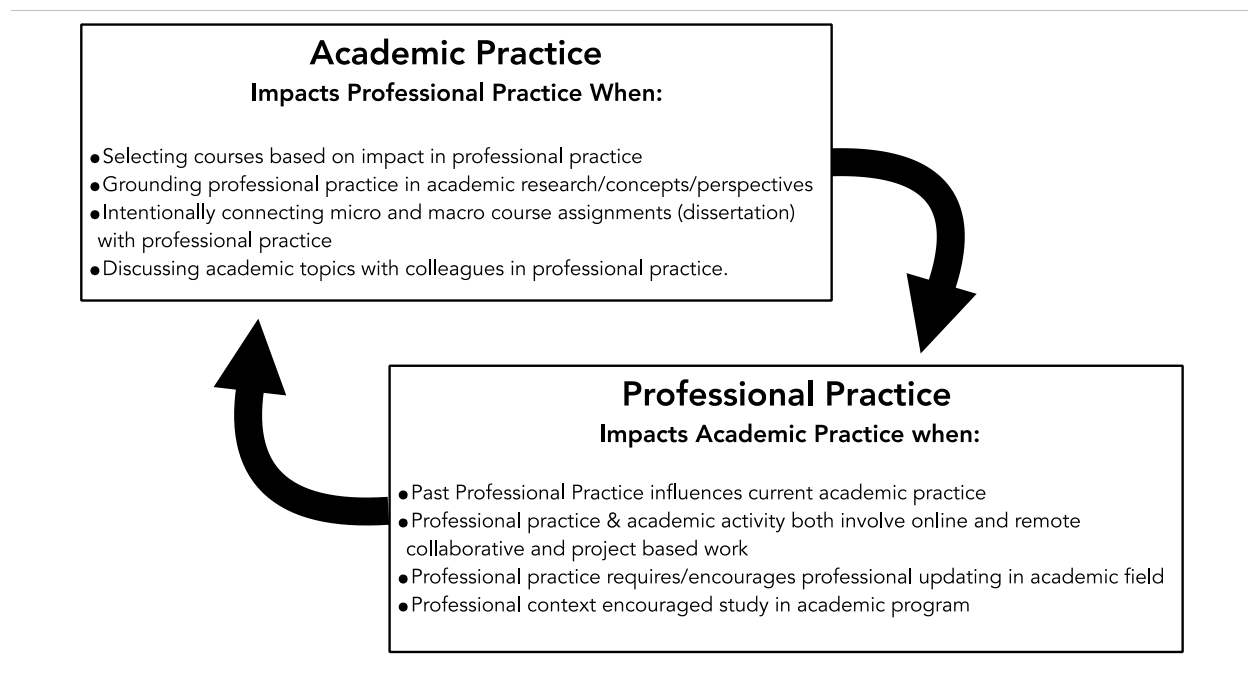 Academic Practice
Impacts Professional Practice When:
●Selecting courses based on impact in professional practice
●Grounding professional practice in academic research/concepts/perspectives
●Intentionally connecting micro and macro course assignments (dissertation)
with professional practice
●Discussing academic topics with colleagues in professional practice.
Professional Practice
Impacts Academic Practice when:
●Past Professional Practice influences current academic practice
●Professional practice & academic activity both involve online and remote
collaborative and project based work
●Professional practice requires/encourages professional updating in academic field
●Professional context encouraged study in academic program